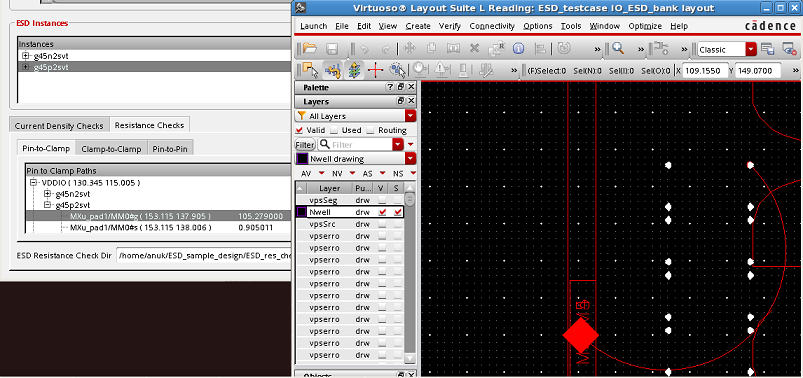 ESD Instances
Instances
g45n2svt
g45p2svt
Current Density Checks Resistance Checks
Pin-to-Clamp Clamp-to-Clamp Pin-to-Pin
Pin to Clamp Paths
VDDIO ( 130.345 115.005 )
g45n2svt
g45p2svt
MXu_pad1/MM0#g ( 153.115 137.905 ) 105.279000
MXu_pad1/MM0#s ( 153.115 138.006 ) 0.905011
ESD Resistance Check Dir /home/anuk/ESD_sample_design/ESD_res_che
Virtuoso® Layout Suite L Reading: ESD_testcase IO_ESD_bank layout
Launch File Edit View Create Verify Connectivity Options Tools Window Assura Optimize Help cādence
» » » Classic
» (F)Select:0 Sel(N):0 Sel(I):0 Sel(O):0 X 109.1550 Y 149.0700
Palette
Layers
All Layers
Valid Used Routing
Filter Filter
Nwell drawing
AV NV AS NS
Layer Pu... V S
vpsSeg drw
Nwell drw
vpsSrc drw
vpserro drw
vpserro drw
vpserro drw
vpserro drw
vpserro drw
vpserro drw
vpserro drw
vpserro drw
vpserro drw
vpserro drw
vpserro drw
Objects